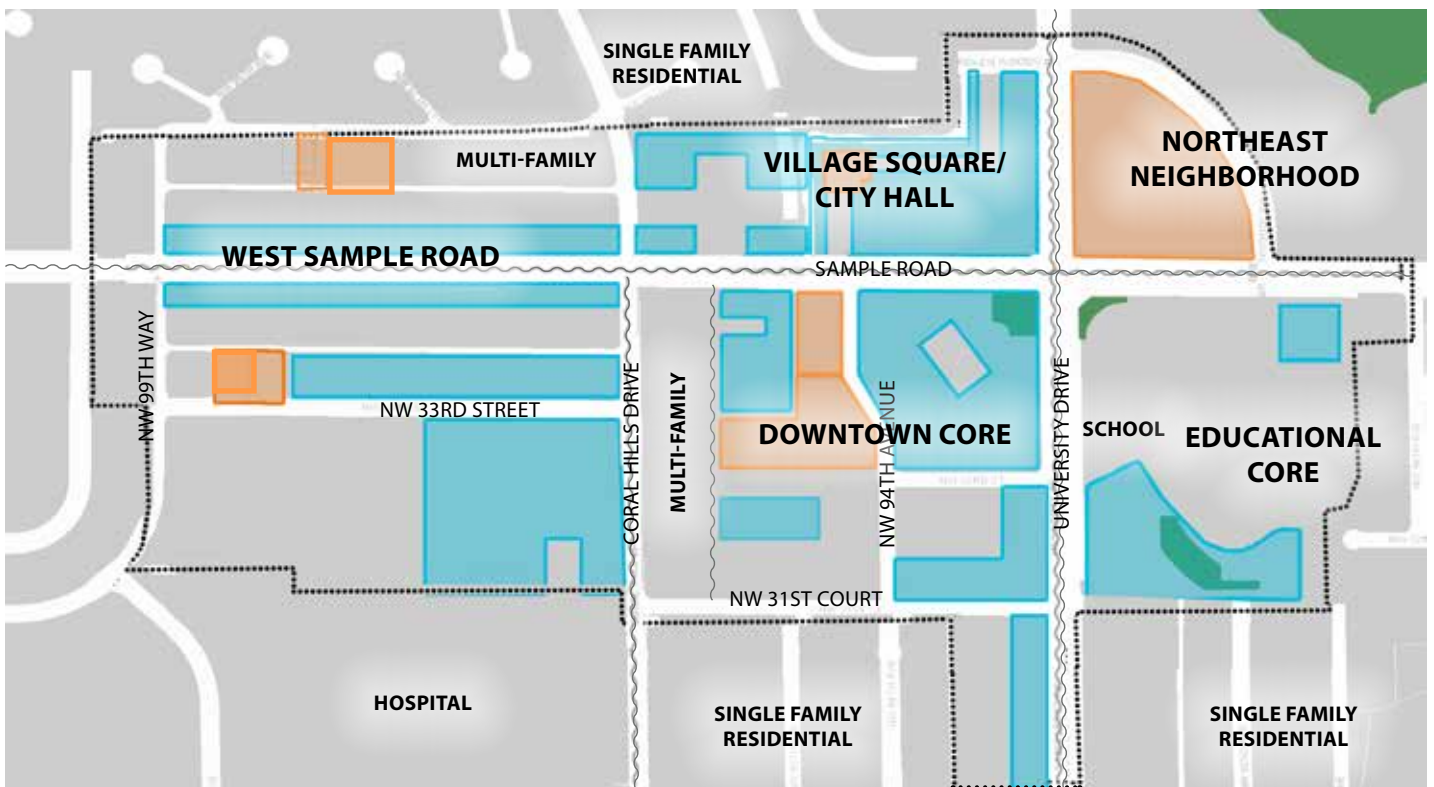 SINGLE FAMILY
RESIDENTIAL
MULTI-FAMILY
VILLAGE SQUARE/
CITY HALL
NORTHEAST
NEIGHBORHOOD
WEST SAMPLE ROAD
SAMPLE ROAD
NW 99TH WAY
NW 33RD STREET
CORAL HILLS DRIVE
MULTI-FAMILY
DOWNTOWN CORE
NW 94TH AVENUE
UNIVERSITY DRIVE
SCHOOL
EDUCATIONAL
CORE
NW 31ST COURT
HOSPITAL
SINGLE FAMILY
RESIDENTIAL
SINGLE FAMILY
RESIDENTIAL